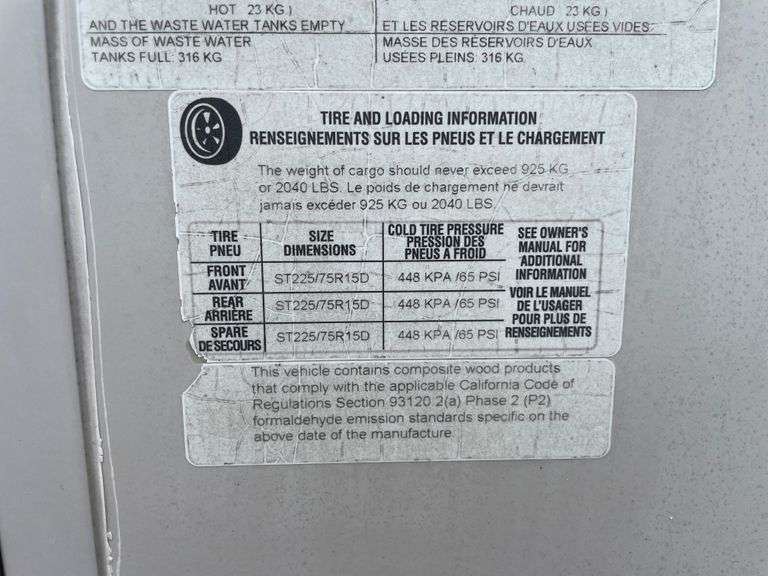 HOT 23 KG)
AND THE WASTE WATER TANKS EMPTY
MASS OF WASTE WATER
TANKS FULL: 316 KG
CHAUD 23 KG)
ET LES RÉSERVOIRS D'EAUX USÉES VIDES
MASSE DES RÉSERVOIRS D'EAUX
USÉES PLEINS: 316 KG
TIRE AND LOADING INFORMATION
RENSEIGNEMENTS SUR LES PNEUS ET LE CHARGEMENT
The weight of cargo should never exceed 925 KG
or 2040 LBS. Le poids de chargement ne devrait
jamais excéder 925 KG ou 2040 LBS.
TIRE
PNEU
SIZE
DIMENSIONS
COLD TIRE PRESSURE
PRESSION DES
PNEUS A FROID
FRONT
AVANT
ST225/75R15D
448 KPA /65 PSI
REAR
ARRIÈRE
ST225/75R15D
448 KPA /65 PSI
SPARE
DE SECOURS
ST225/75R15D
448 KPA /65 PSI
SEE OWNER'S
MANUAL FOR
ADDITIONAL
INFORMATION
VOIR LE MANUEL
DE L'USAGER
POUR PLUS DE
RENSEIGNEMENTS
This vehicle contains composite wood products
that comply with the applicable California Code of
Regulations Section 93120 2(a) Phase 2 (P2)
formaldehyde emission standards specific on the
above date of the manufacture.